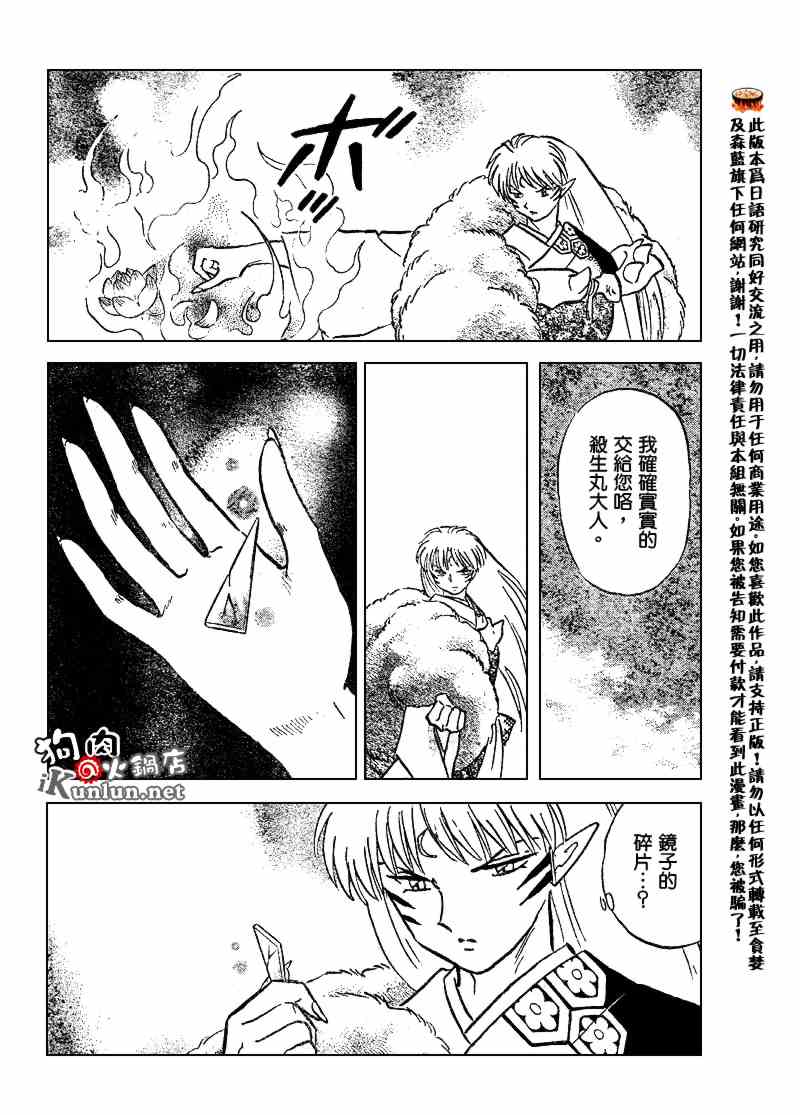 ボッ
我確確實實的
交給您咯，
殺生丸大人。
狗肉@火鍋店
iKunlun.net
鏡子的
碎片…？
此版本爲日語研究同好交流之用，請勿用于任何商業用途。如您喜歡此作品，請支持正版！請勿以任何形式轉載至貪婪
及森藍旗下任何網站，謝謝！一切法律責任與本組無關。如果您被告知需要付款才能看到此漫畫，那麼，您被騙了！